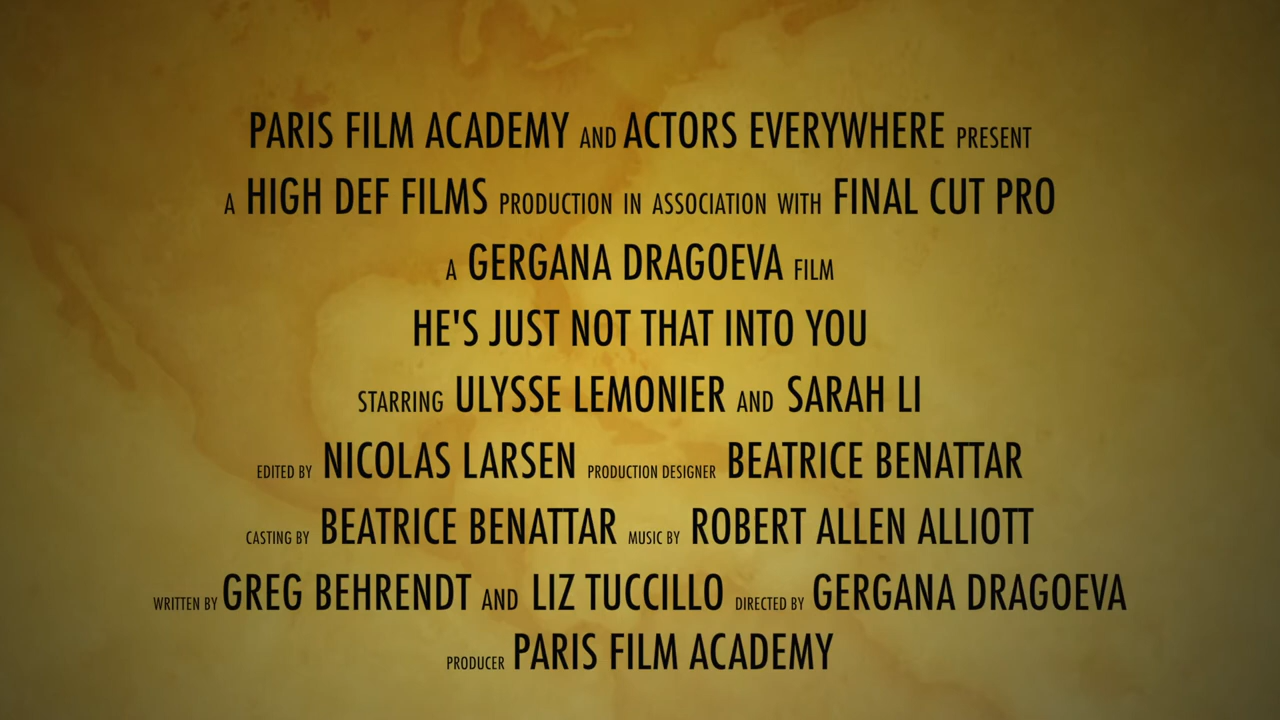 PARIS FILM ACADEMY AND ACTORS EVERYWHERE PRESENT
A HIGH DEF FILMS PRODUCTION IN ASSOCIATION WITH FINAL CUT PRO
A GERGANA DRAGOEVA FILM
HE'S JUST NOT THAT INTO YOU
STARRING ULYSSE LEMONIER AND SARAH LI
EDITED BY NICOLAS LARSEN PRODUCTION DESIGNER BEATRICE BENATTAR
CASTING BY BEATRICE BENATTAR MUSIC BY ROBERT ALLEN ALLIOTT
WRITTEN BY GREG BEHRENDT AND LIZ TUCCILLO DIRECTED BY GERGANA DRAGOEVA
PRODUCER PARIS FILM ACADEMY